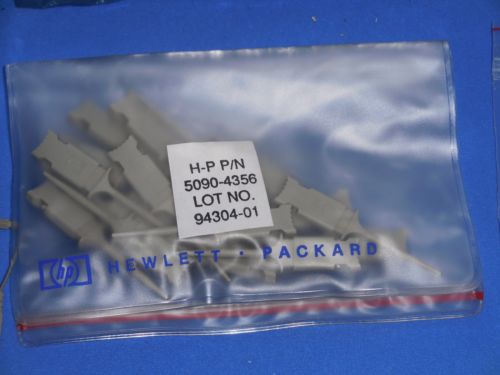 H-P P/N
5090-4356
LOT NO.
94304-01
hp HEWLETT · PACKARD